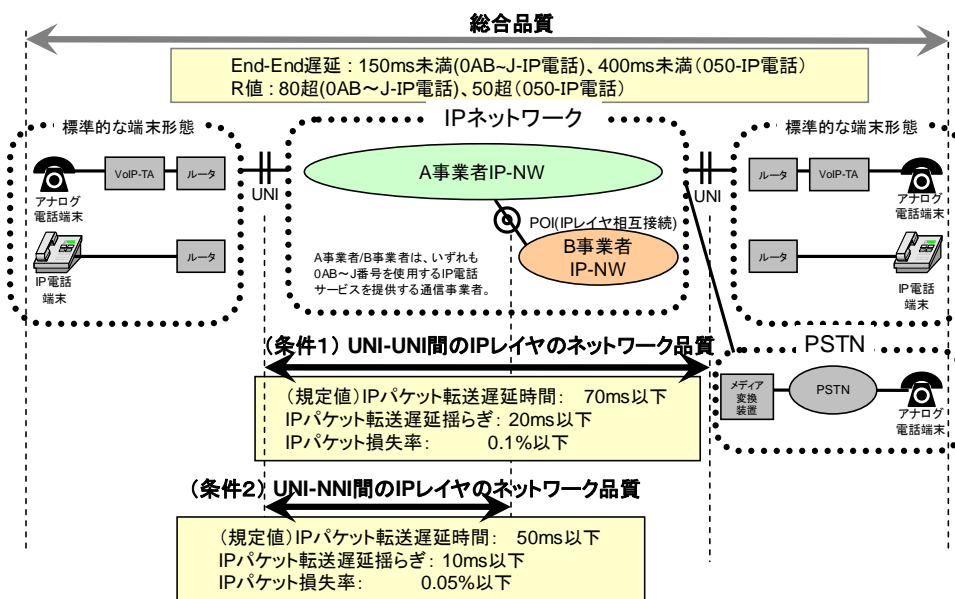 総合品質
End-End遅延：150ms未満(0AB~J-IP電話)、400ms未満(050-IP電話)
R値：80超(0AB～J-IP電話)、50超(050-IP電話)
標準的な端末形態
IPネットワーク
標準的な端末形態
アナログ
電話端末
VoIP-TA
ルータ
UNI
A事業者IP-NW
UNI
ルータ
VoIP-TA
アナログ
電話端末
POI(IPレイヤ相互接続)
IP電話
端末
ルータ
A事業者/B事業者は、いずれも
0AB～J番号を使用するIP電話
サービスを提供する通信事業者。
B事業者
IP-NW
ルータ
IP電話
端末
(条件1) UNI-UNI間のIPレイヤのネットワーク品質
PSTN
(規定値)IPパケット転送遅延時間： 70ms以下
IPパケット転送遅延揺らぎ：20ms以下
IPパケット損失率： 0.1%以下
メディア
変換
装置
PSTN
アナログ
電話端末
(条件2) UNI-NNI間のIPレイヤのネットワーク品質
(規定値)IPパケット転送遅延時間： 50ms以下
IPパケット転送遅延揺らぎ：10ms以下
IPパケット損失率： 0.05%以下